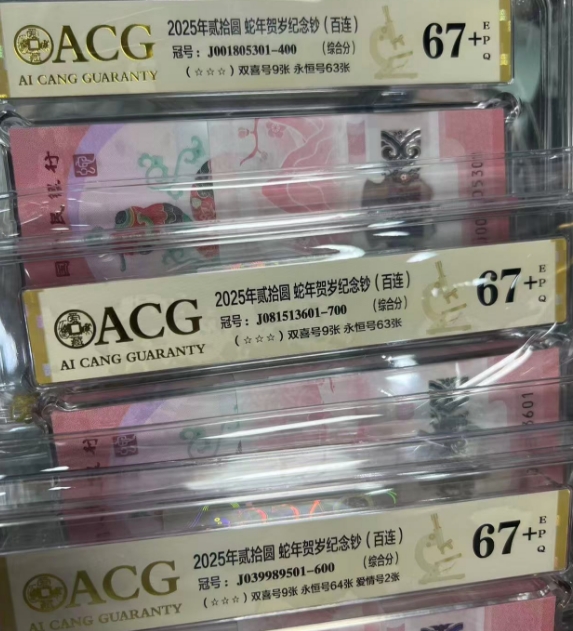 ACG
AI CANG GUARANTY
2025年贰拾圆 蛇年贺岁纪念钞（百连）
冠号：J001805301-400 （综合分）
（☆☆☆）双喜号9张 永恒号63张
67+ EPQ
ACG
AI CANG GUARANTY
2025年贰拾圆 蛇年贺岁纪念钞（百连）
冠号：J081513601-700 （综合分）
（☆☆☆）双喜号9张 永恒号63张
67+ EPQ
6601
ACG
AI CANG GUARANTY
2025年贰拾圆 蛇年贺岁纪念钞（百连）
冠号：J039989501-600 （综合分）
（☆☆☆）双喜号9张 永恒号64张 爱情号2张
67+ EPQ